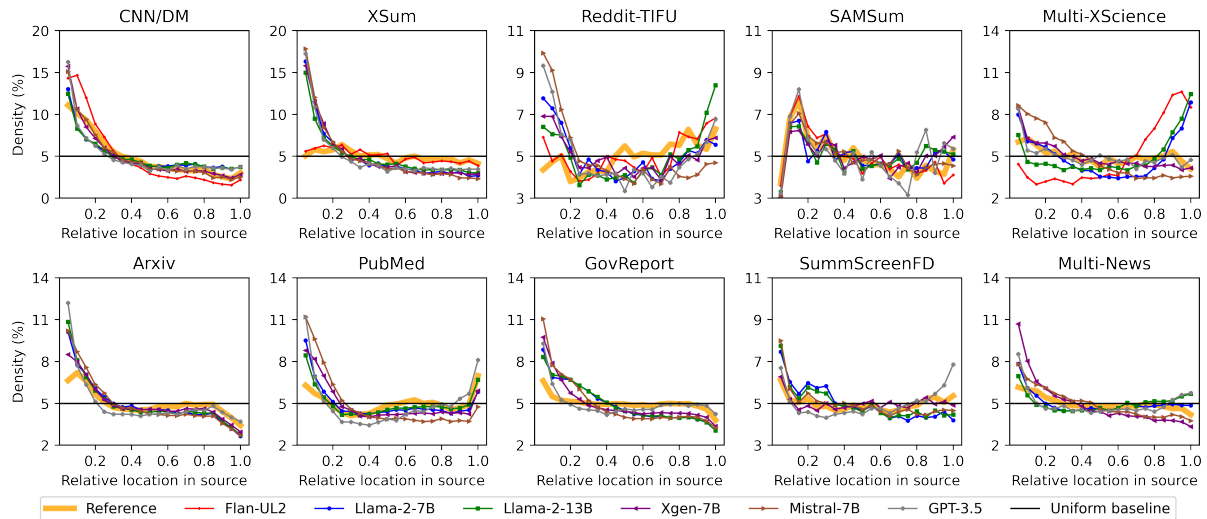 CNN/DM XSum Reddit-TIFU SAMSum Multi-XScience
20 20 11 11 14
15 15 9 9 11
10 10 7 7 8
5 5 5 5 5
0 0 3 3 2
Density (%)
0.2 0.4 0.6 0.8 1.0 0.2 0.4 0.6 0.8 1.0 0.2 0.4 0.6 0.8 1.0 0.2 0.4 0.6 0.8 1.0 0.2 0.4 0.6 0.8 1.0
Relative location in source Relative location in source Relative location in source Relative location in source Relative location in source
Arxiv PubMed GovReport SummScreenFD Multi-News
14 14 14 11 14
11 11 11 9 11
8 8 8 7 8
5 5 5 5 5
2 2 2 3 2
Density (%)
0.2 0.4 0.6 0.8 1.0 0.2 0.4 0.6 0.8 1.0 0.2 0.4 0.6 0.8 1.0 0.2 0.4 0.6 0.8 1.0 0.2 0.4 0.6 0.8 1.0
Relative location in source Relative location in source Relative location in source Relative location in source Relative location in source
Reference Flan-UL2 Llama-2-7B Llama-2-13B Xgen-7B Mistral-7B GPT-3.5 Uniform baseline